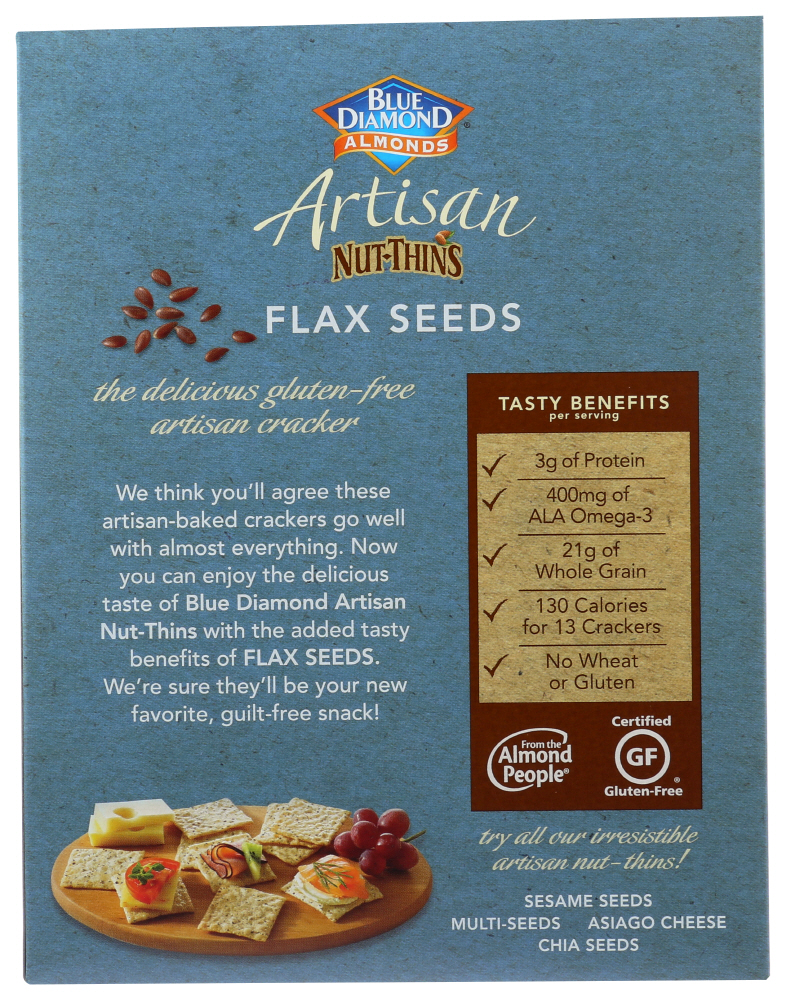 BLUE
DIAMOND®
ALMONDS
Artisan
NUT-THINS
FLAX SEEDS
the delicious gluten-free
artisan cracker
We think you'll agree these
artisan-baked crackers go well
with almost everything. Now
you can enjoy the delicious
taste of Blue Diamond Artisan
Nut-Thins with the added tasty
benefits of FLAX SEEDS.
We're sure they'll be your new
favorite, guilt-free snack!
TASTY BENEFITS
per serving
3g of Protein
400mg of
ALA Omega-3
21g of
Whole Grain
130 Calories
for 13 Crackers
No Wheat
or Gluten
From the
Almond
People®
Certified
GF
®
Gluten-Free
try all our irresistible
artisan nut-thins!
SESAME SEEDS
MULTI-SEEDS ASIAGO CHEESE
CHIA SEEDS